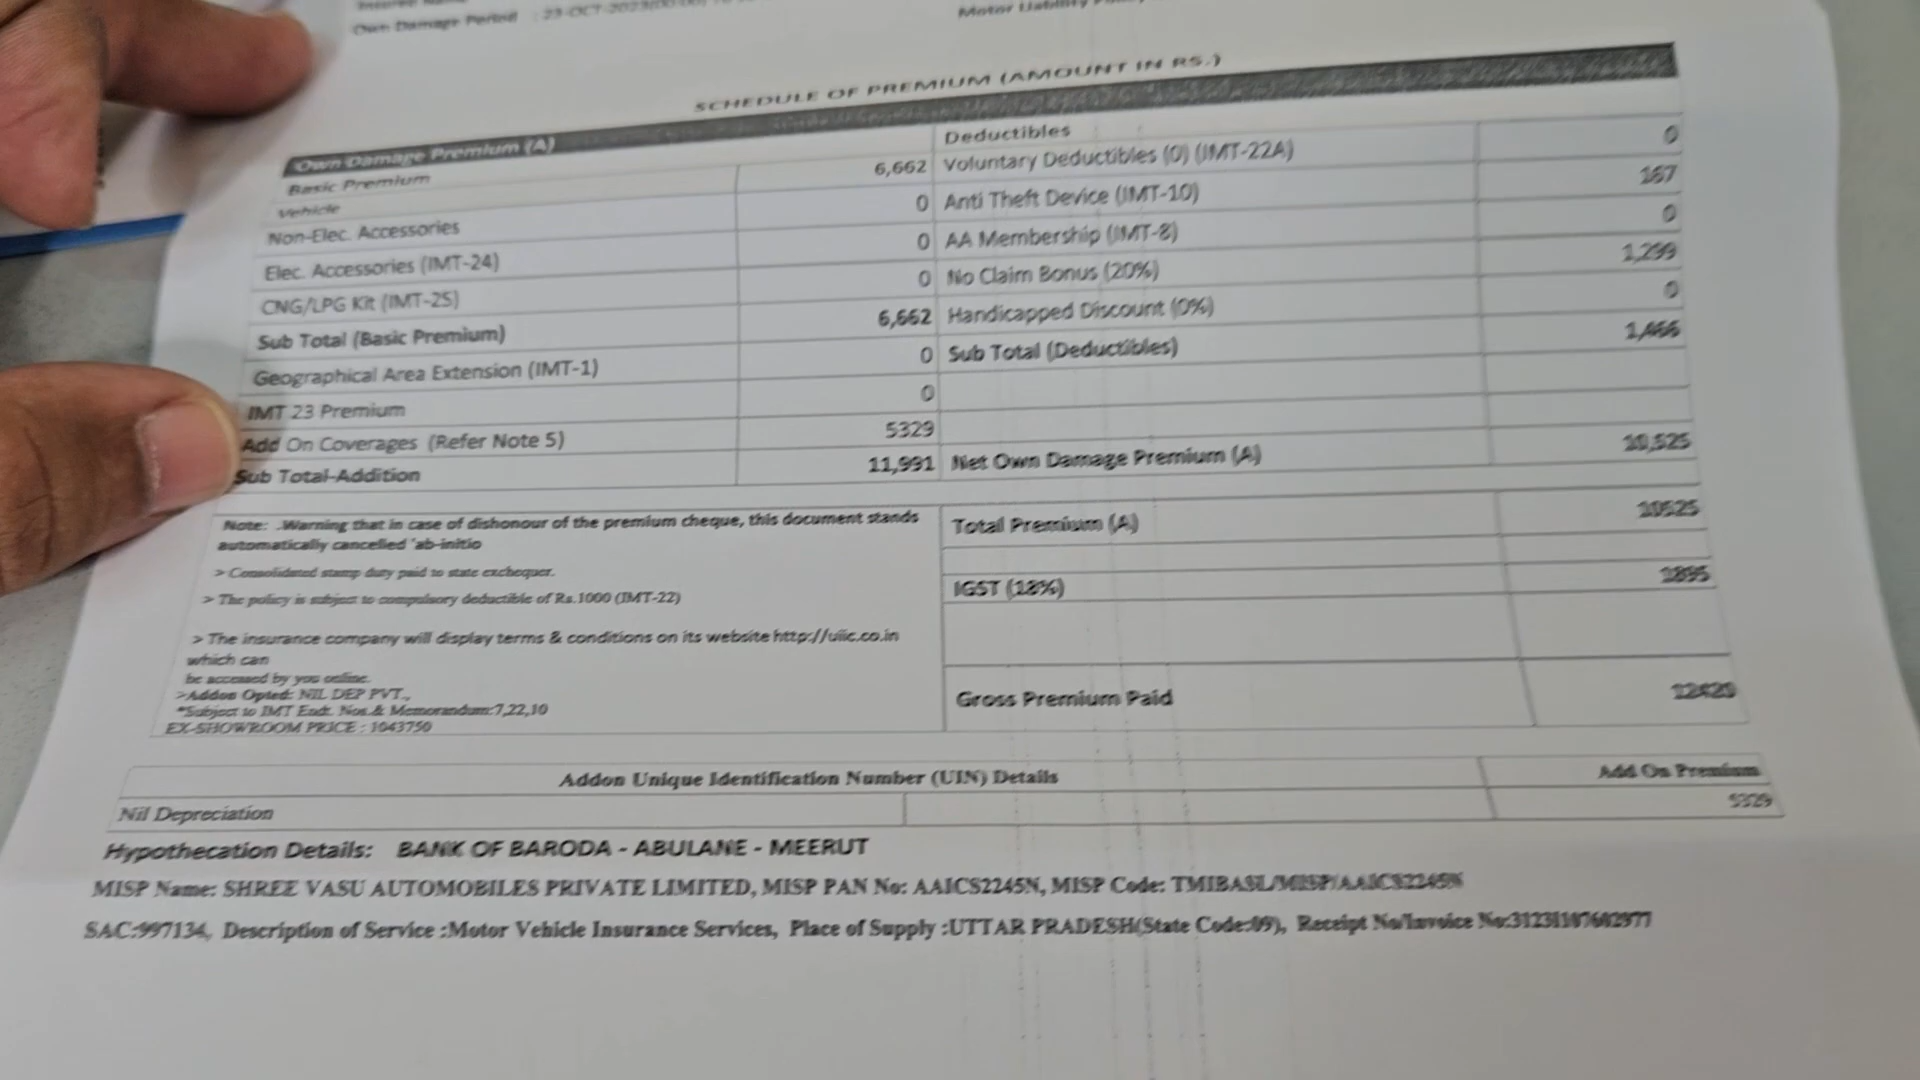 Own Damage Period : 23-OCT-2023(00:00)
Motor Liability
SCHEDULE OF PREMIUM (AMOUNT IN RS.)
Own Damage Premium (A)
Basic Premium
Deductibles
Vehicle 6,662 Voluntary Deductibles (0) (IMT-22A) 0
Non-Elec. Accessories 0 Anti Theft Device (IMT-10) 167
Elec. Accessories (IMT-24) 0 AA Membership (IMT-8) 0
CNG/LPG Kit (IMT-25) 0 No Claim Bonus (20%) 1,299
Sub Total (Basic Premium) 6,662 Handicapped Discount (0%) 0
Geographical Area Extension (IMT-1) 0 Sub Total (Deductibles) 1,466
IMT 23 Premium 0
Add On Coverages (Refer Note 5) 5329
Sub Total-Addition 11,991 Net Own Damage Premium (A) 10,525
Note: .Warning that in case of dishonour of the premium cheque, this document stands
automatically cancelled 'ab-initio
> Consolidated stamp duty paid to state exchequer.
> The policy is subject to compulsory deductible of Rs.1000 (IMT-22)
> The insurance company will display terms & conditions on its website http://uiic.co.in
which can
be accessed by you online.
>Addon Opted: NIL DEP PVT.,
*Subject to IMT Endt. Nos.& Memorandum:7,22,10
EX-SHOWROOM PRICE : 1043750
Total Premium (A) 10525
IGST (18%) 1895
Gross Premium Paid 12420
Addon Unique Identification Number (UIN) Details Add On Premium
Nil Depreciation 5329
Hypothecation Details: BANK OF BARODA - ABULANE - MEERUT
MISP Name: SHREE VASU AUTOMOBILES PRIVATE LIMITED, MISP PAN No: AAICS2245N, MISP Code: TMIBASL/MISP/AAICS2245N
SAC:997134, Description of Service :Motor Vehicle Insurance Services, Place of Supply :UTTAR PRADESH(State Code:09), Receipt No/Invoice No:31231107602977